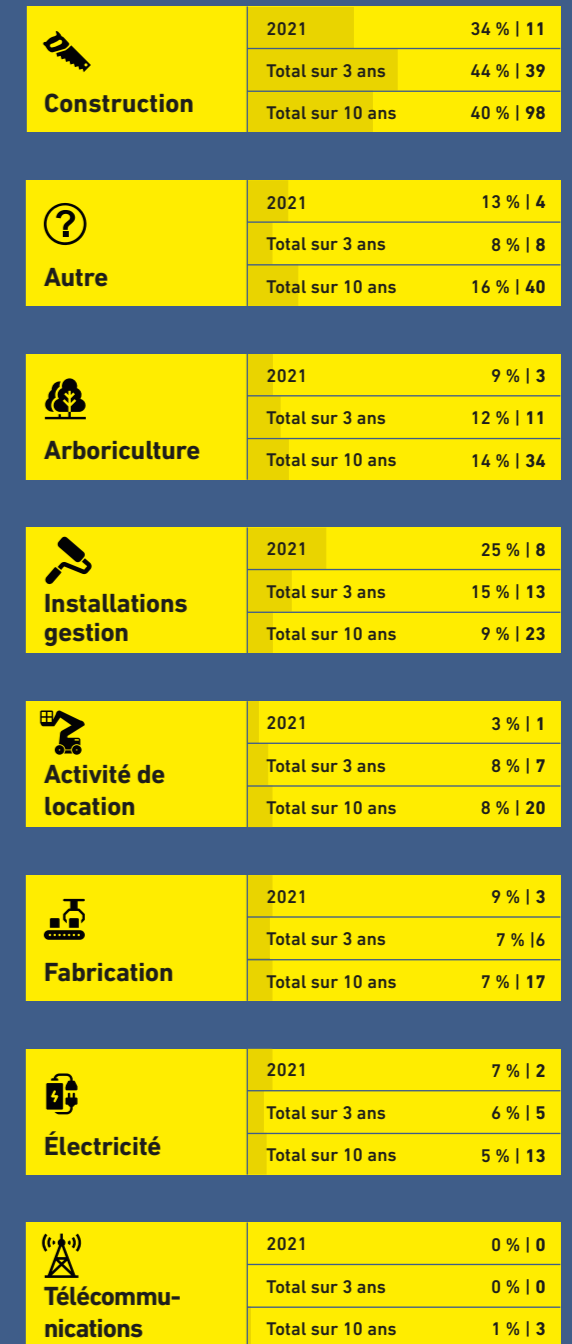 2021 34 % | 11
Total sur 3 ans 44 % | 39
Construction
Total sur 10 ans 40 % | 98
2021 13 % | 4
Total sur 3 ans 8 % | 8
Autre
Total sur 10 ans 16 % | 40
2021 9 % | 3
Total sur 3 ans 12 % | 11
Arboriculture
Total sur 10 ans 14 % | 34
2021 25 % | 8
Total sur 3 ans 15 % | 13
Installations
gestion
Total sur 10 ans 9 % | 23
2021 3 % | 1
Total sur 3 ans 8 % | 7
Activité de
location
Total sur 10 ans 8 % | 20
2021 9 % | 3
Total sur 3 ans 7 % |6
Fabrication
Total sur 10 ans 7 % | 17
2021 7 % | 2
Total sur 3 ans 6 % | 5
Électricité
Total sur 10 ans 5 % | 13
2021 0 % | 0
Total sur 3 ans 0 % | 0
Télécommu-
nications
Total sur 10 ans 1 % | 3